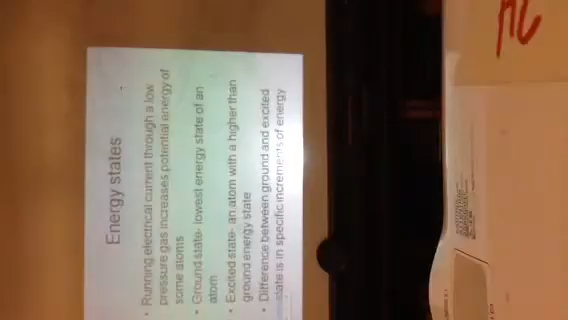 Energy states
• Running electrical current through a low
pressure gas increases potential energy of
some atoms
• Ground state- lowest energy state of an
atom
• Excited state- an atom with a higher than
ground energy state
• Difference between ground and excited
state is in specific increments of energy